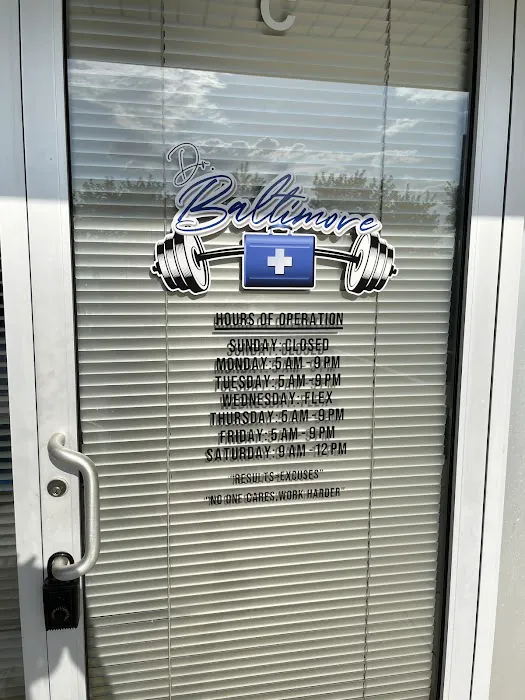 C
Dr.
Baltimore
HOURS OF OPERATION
SUNDAY: CLOSED
MONDAY: 5 AM - 9 PM
TUESDAY: 5 AM - 9 PM
WEDNESDAY: FLEX
THURSDAY: 5 AM - 9 PM
FRIDAY: 5 AM - 9 PM
SATURDAY: 9 AM - 12 PM
"RESULTS>EXCUSES"
"NO ONE CARES, WORK HARDER"